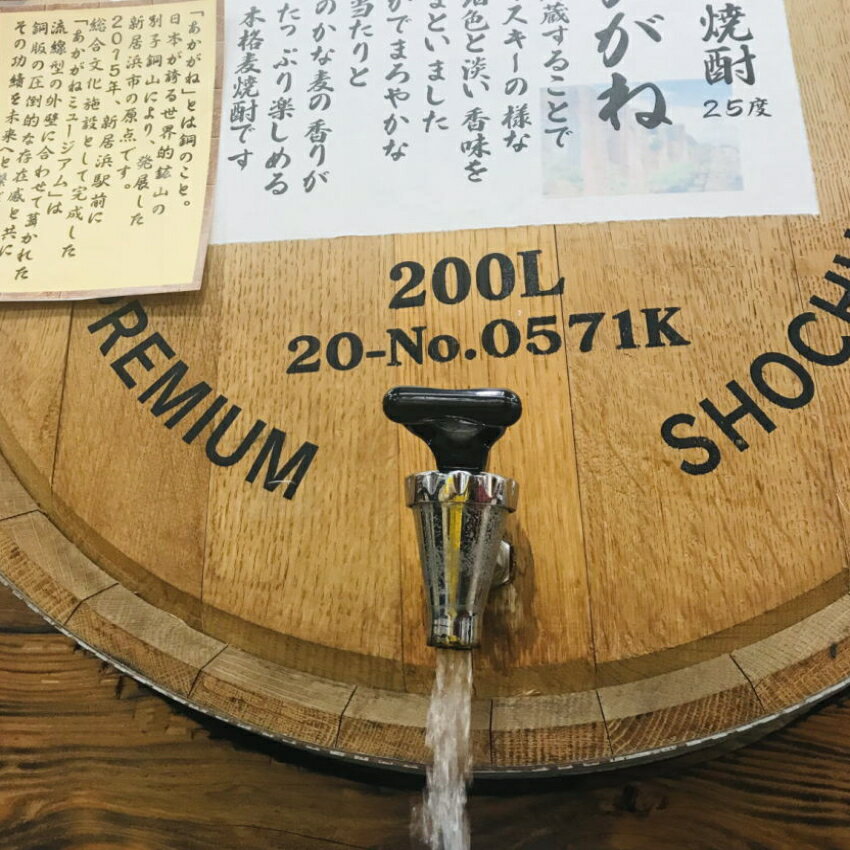 焼酎 25度
がね
蔵することで
スキーの様な
色と淡い香味を
まといました
がでまろやかな
当たりと
のかな麦の香りが
たっぷり楽しめる
本格麦焼酎です
「あかがね」とは銅のこと。
日本が誇る世界的鉱山の
別子銅山により、発展した
新居浜市の原点です。
2015年、新居浜駅前に
総合文化施設として完成した
「あかがねミュージアム」は
流線型の外壁に合わせて葺かれた
銅版の圧倒的な存在感と共に
その功績を未来へと繋
200L
20-No.0571K
REMIUM
SHOCHU